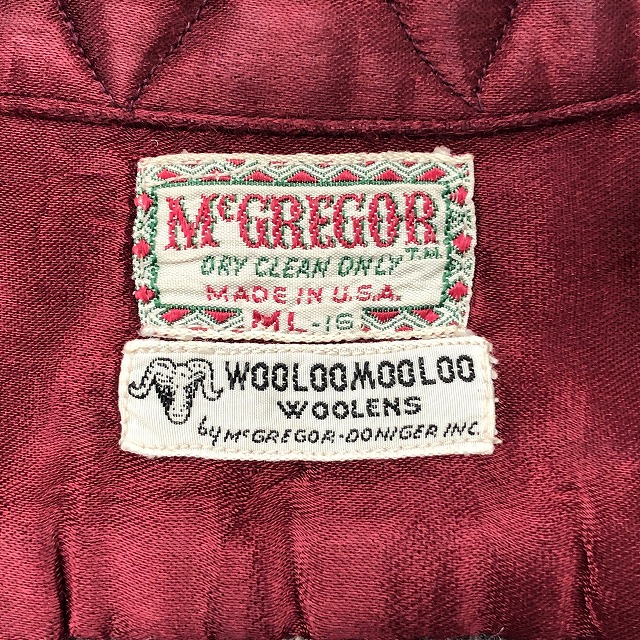 McGREGOR
DRY CLEAN ONLY T.M.
MADE IN U.S.A.
ML-16
WOOLOOMOOLOO
WOOLENS
by McGREGOR-DONIGER INC.